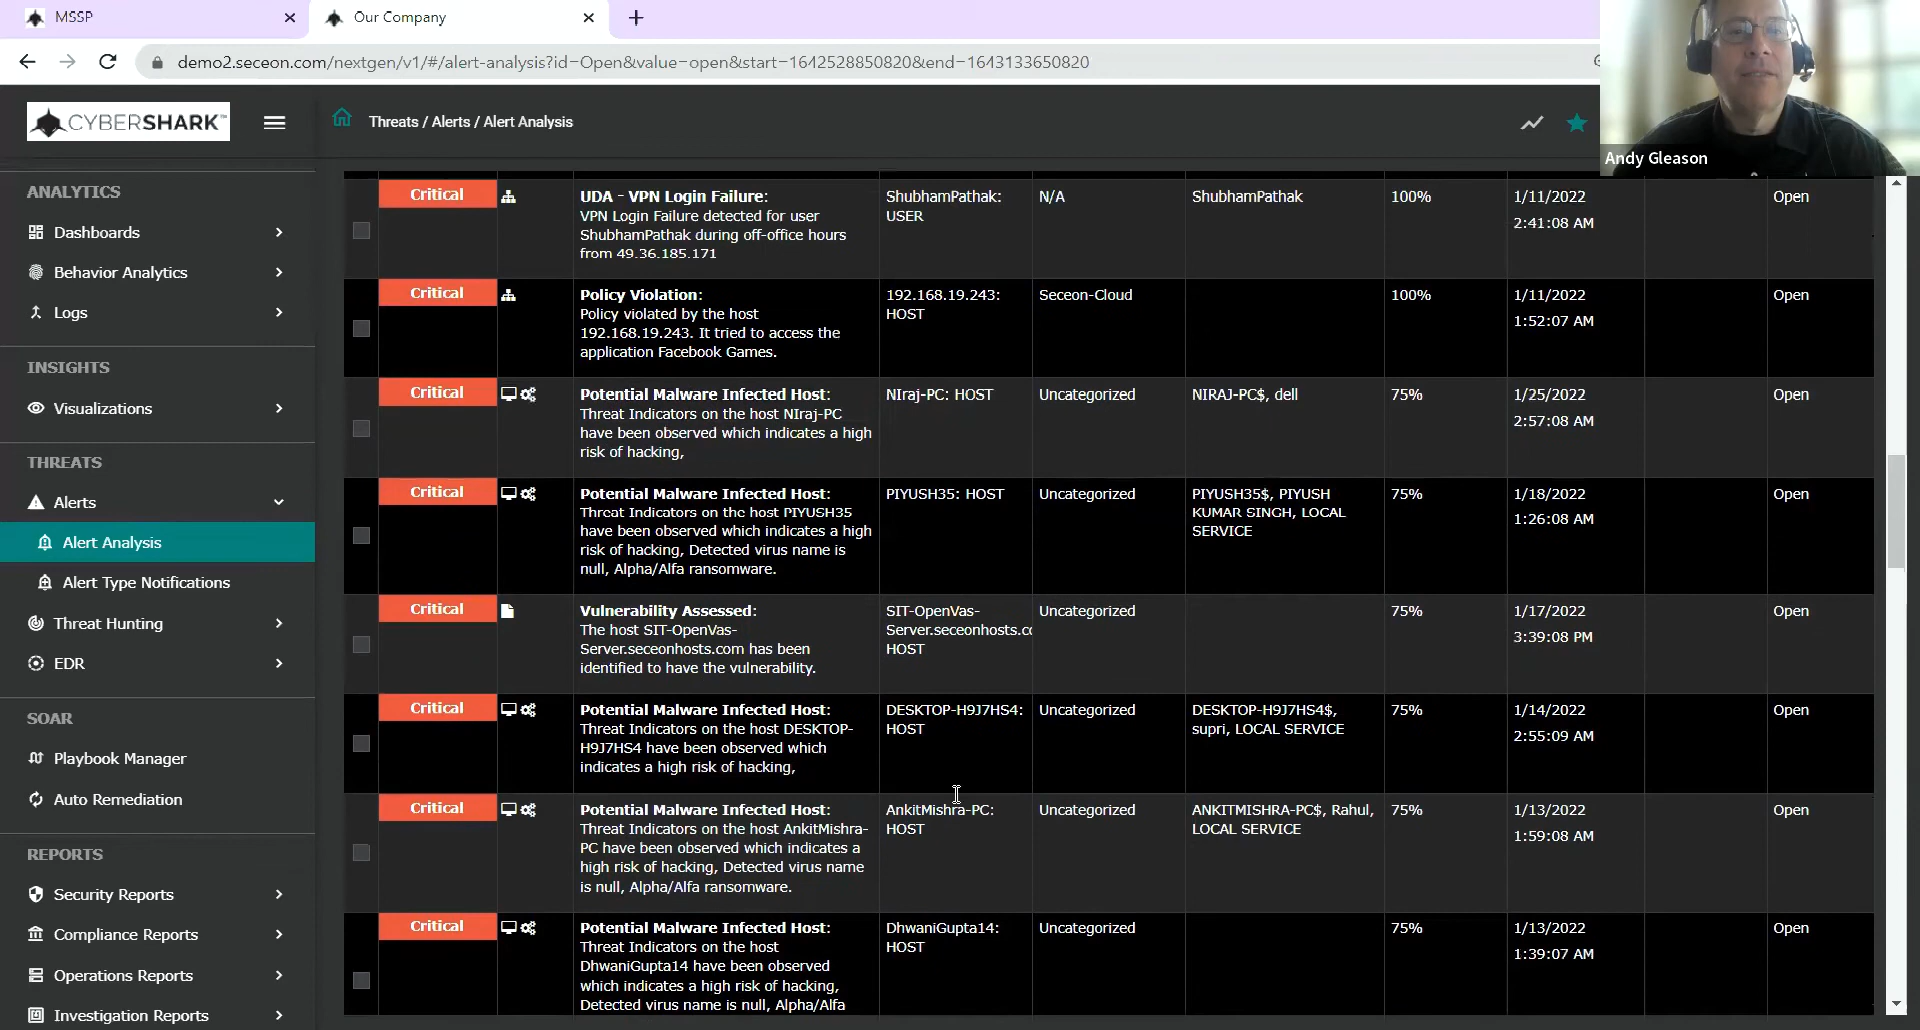 MSSP
Our Company
demo2.seceon.com/nextgen/v1/#/alert-analysis?id=Open&value=open&start=1642528850820&end=1643133650820
CYBERSHARK™
Threats / Alerts / Alert Analysis
Andy Gleason
ANALYTICS
Dashboards
Behavior Analytics
Logs
INSIGHTS
Visualizations
THREATS
Alerts
Alert Analysis
Alert Type Notifications
Threat Hunting
EDR
SOAR
Playbook Manager
Auto Remediation
REPORTS
Security Reports
Compliance Reports
Operations Reports
Investigation Reports
Critical
UDA - VPN Login Failure:
VPN Login Failure detected for user
ShubhamPathak during off-office hours
from 49.36.185.171
ShubhamPathak:
USER
N/A
ShubhamPathak
100%
1/11/2022
2:41:08 AM
Open
Critical
Policy Violation:
Policy violated by the host
192.168.19.243. It tried to access the
application Facebook Games.
192.168.19.243:
HOST
Seceon-Cloud
100%
1/11/2022
1:52:07 AM
Open
Critical
Potential Malware Infected Host:
Threat Indicators on the host NIraj-PC
have been observed which indicates a high
risk of hacking,
NIraj-PC: HOST
Uncategorized
NIRAJ-PC$, dell
75%
1/25/2022
2:57:08 AM
Open
Critical
Potential Malware Infected Host:
Threat Indicators on the host PIYUSH35
have been observed which indicates a high
risk of hacking, Detected virus name is
null, Alpha/Alfa ransomware.
PIYUSH35: HOST
Uncategorized
PIYUSH35$, PIYUSH
KUMAR SINGH, LOCAL
SERVICE
75%
1/18/2022
1:26:08 AM
Open
Critical
Vulnerability Assessed:
The host SIT-OpenVas-
Server.seceonhosts.com has been
identified to have the vulnerability.
SIT-OpenVas-
Server.seceonhosts.co
HOST
Uncategorized
75%
1/17/2022
3:39:08 PM
Open
Critical
Potential Malware Infected Host:
Threat Indicators on the host DESKTOP-
H9J7HS4 have been observed which
indicates a high risk of hacking,
DESKTOP-H9J7HS4:
HOST
Uncategorized
DESKTOP-H9J7HS4$,
supri, LOCAL SERVICE
75%
1/14/2022
2:55:09 AM
Open
Critical
Potential Malware Infected Host:
Threat Indicators on the host AnkitMishra-
PC have been observed which indicates a
high risk of hacking, Detected virus name
is null, Alpha/Alfa ransomware.
AnkitMishra-PC:
HOST
Uncategorized
ANKITMISHRA-PC$, Rahul,
LOCAL SERVICE
75%
1/13/2022
1:59:08 AM
Open
Critical
Potential Malware Infected Host:
Threat Indicators on the host
DhwaniGupta14 have been observed
which indicates a high risk of hacking,
Detected virus name is null, Alpha/Alfa
DhwaniGupta14:
HOST
Uncategorized
75%
1/13/2022
1:39:07 AM
Open